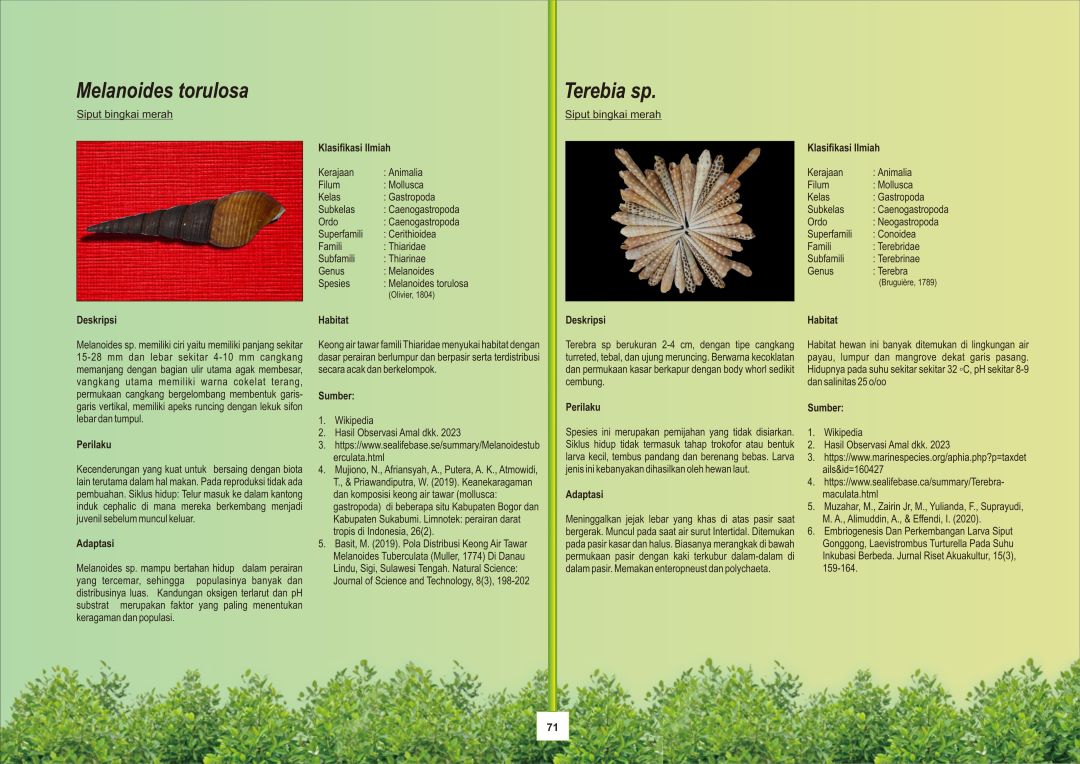 Melanoides torulosa
Siput bingkai merah
Klasifikasi Ilmiah
Kerajaan : Animalia
Filum : Mollusca
Kelas : Gastropoda
Subkelas : Caenogastropoda
Ordo : Caenogastropoda
Superfamili : Cerithioidea
Famili : Thiaridae
Subfamili : Thiarinae
Genus : Melanoides
Spesies : Melanoides torulosa
(Olivier, 1804)
Deskripsi
Melanoides sp. memiliki ciri yaitu memiliki panjang sekitar
15-28 mm dan lebar sekitar 4-10 mm cangkang
memanjang dengan bagian ulir utama agak membesar,
vangkang utama memiliki warna cokelat terang,
permukaan cangkang bergelombang membentuk garis-
garis vertikal, memiliki apeks runcing dengan lekuk sifon
lebar dan tumpul.
Perilaku
Kecenderungan yang kuat untuk bersaing dengan biota
lain terutama dalam hal makan. Pada reproduksi tidak ada
pembuahan. Siklus hidup: Telur masuk ke dalam kantong
induk cephalic di mana mereka berkembang menjadi
juvenil sebelum muncul keluar.
Adaptasi
Melanoides sp. mampu bertahan hidup dalam perairan
yang tercemar, sehingga populasinya banyak dan
distribusinya luas. Kandungan oksigen terlarut dan pH
substrat merupakan faktor yang paling menentukan
keragaman dan populasi.
Habitat
Keong air tawar famili Thiaridae menyukai habitat dengan
dasar perairan berlumpur dan berpasir serta terdistribusi
secara acak dan berkelompok.
Sumber:
1. Wikipedia
2. Hasil Observasi Amal dkk. 2023
3. https://www.sealifebase.se/summary/Melanoidestub
erculata.html
4. Mujiono, N., Afriansyah, A., Putera, A. K., Atmowidi,
T., & Priawandiputra, W. (2019). Keanekaragaman
dan komposisi keong air tawar (mollusca:
gastropoda) di beberapa situ Kabupaten Bogor dan
Kabupaten Sukabumi. Limnotek: perairan darat
tropis di Indonesia, 26(2).
5. Basit, M. (2019). Pola Distribusi Keong Air Tawar
Melanoides Tuberculata (Muller, 1774) Di Danau
Lindu, Sigi, Sulawesi Tengah. Natural Science:
Journal of Science and Technology, 8(3), 198-202
Terebia sp.
Siput bingkai merah
Klasifikasi Ilmiah
Kerajaan : Animalia
Filum : Mollusca
Kelas : Gastropoda
Subkelas : Caenogastropoda
Ordo : Neogastropoda
Superfamili : Conoidea
Famili : Terebridae
Subfamili : Terebrinae
Genus : Terebra
(Bruguière, 1789)
Deskripsi
Terebra sp berukuran 2-4 cm, dengan tipe cangkang
turreted, tebal, dan ujung meruncing. Berwarna kecoklatan
dan permukaan kasar berkapur dengan body whorl sedikit
cembung.
Perilaku
Spesies ini merupakan pemijahan yang tidak disiarkan.
Siklus hidup tidak termasuk tahap trokofor atau bentuk
larva kecil, tembus pandang dan berenang bebas. Larva
jenis ini kebanyakan dihasilkan oleh hewan laut.
Adaptasi
Meninggalkan jejak lebar yang khas di atas pasir saat
bergerak. Muncul pada saat air surut Intertidal. Ditemukan
pada pasir kasar dan halus. Biasanya merangkak di bawah
permukaan pasir dengan kaki terkubur dalam-dalam di
dalam pasir. Memakan enteropneust dan polychaeta.
Habitat
Habitat hewan ini banyak ditemukan di lingkungan air
payau, lumpur dan mangrove dekat garis pasang.
Hidupnya pada suhu sekitar sekitar 32 ºC, pH sekitar 8-9
dan salinitas 25 o/oo
Sumber:
1. Wikipedia
2. Hasil Observasi Amal dkk. 2023
3. https://www.marinespecies.org/aphia.php?p=taxdet
ails&id=160427
4. https://www.sealifebase.ca/summary/Terebra-
maculata.html
5. Muzahar, M., Zairin Jr, M., Yulianda, F., Suprayudi,
M. A., Alimuddin, A., & Effendi, I. (2020).
6. Embriogenesis Dan Perkembangan Larva Siput
Gonggong, Laevistrombus Turturella Pada Suhu
Inkubasi Berbeda. Jurnal Riset Akuakultur, 15(3),
159-164.
71